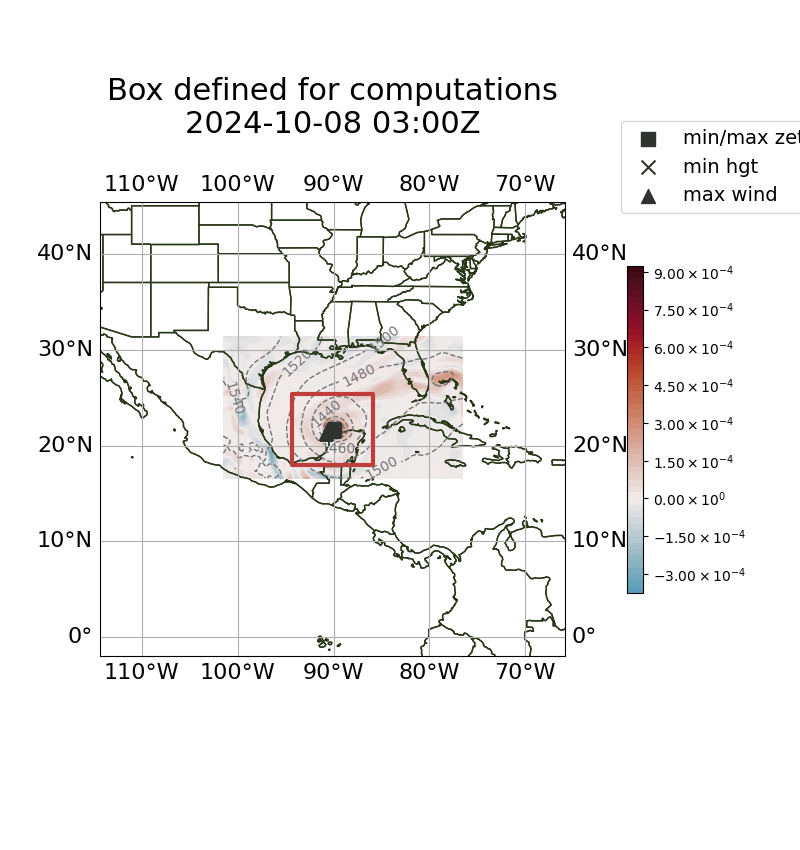 Box defined for computations
2024-10-08 03:00Z
min/max zet
min hgt
max wind
110°W 100°W 90°W 80°W 70°W
40°N 40°N
30°N 30°N
20°N 20°N
10°N 10°N
0° 0°
110°W 100°W 90°W 80°W 70°W
1500
1520
1480
1540
1440
1460
1500
9.00 × 10⁻⁴
7.50 × 10⁻⁴
6.00 × 10⁻⁴
4.50 × 10⁻⁴
3.00 × 10⁻⁴
1.50 × 10⁻⁴
0.00 × 10⁰
−1.50 × 10⁻⁴
−3.00 × 10⁻⁴